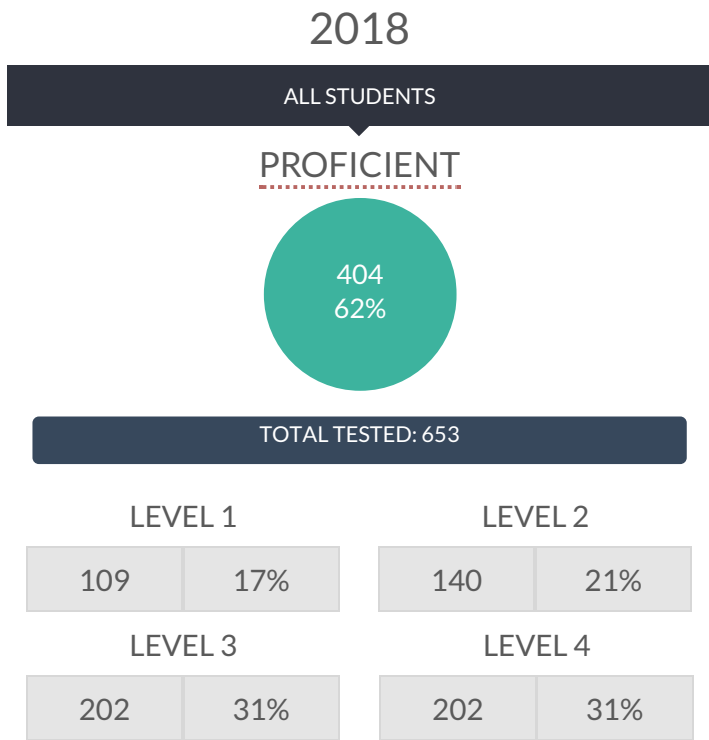 2018
ALL STUDENTS
PROFICIENT
404
62%
TOTAL TESTED: 653
LEVEL 1 LEVEL 2
109 17% 140 21%
LEVEL 3 LEVEL 4
202 31% 202 31%